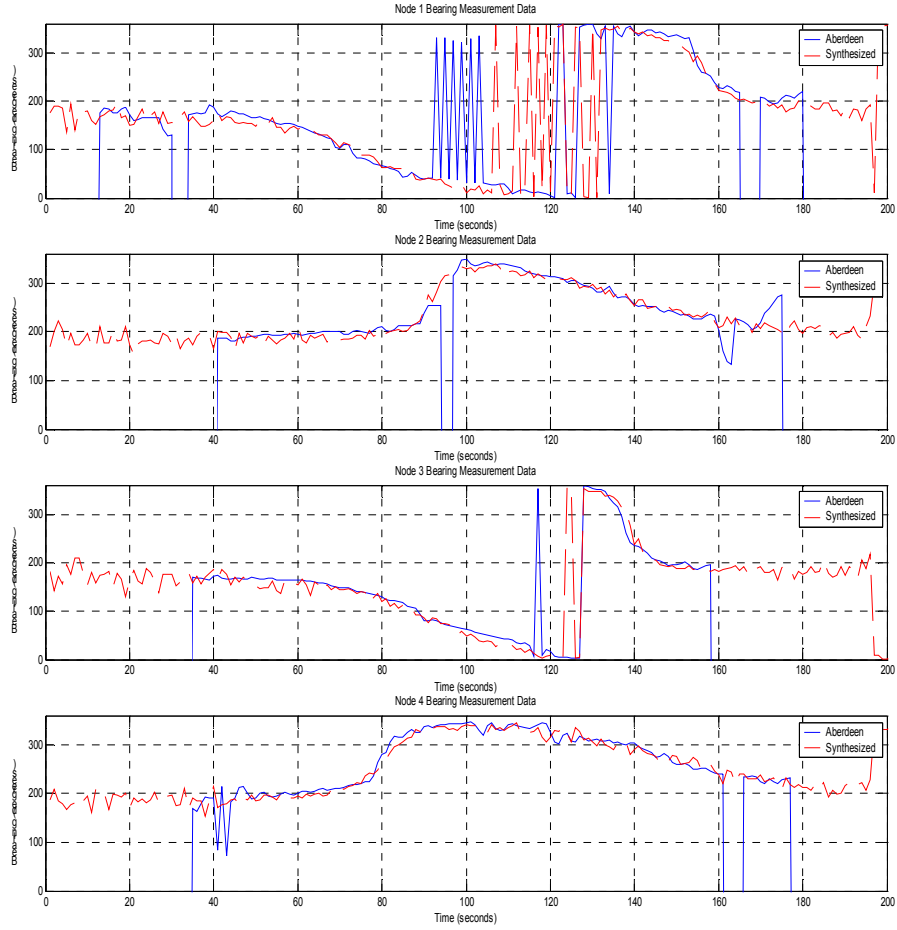 Node 1 Bearing Measurement Data
300
200
100
0
0 20 40 60 80 100 120 140 160 180 200
Time (seconds)
Aberdeen
Synthesized
Node 2 Bearing Measurement Data
300
200
100
0
0 20 40 60 80 100 120 140 160 180 200
Time (seconds)
Aberdeen
Synthesized
Node 3 Bearing Measurement Data
300
200
100
0
0 20 40 60 80 100 120 140 160 180 200
Time (seconds)
Aberdeen
Synthesized
Node 4 Bearing Measurement Data
300
200
100
0
0 20 40 60 80 100 120 140 160 180 200
Time (seconds)
Aberdeen
Synthesized